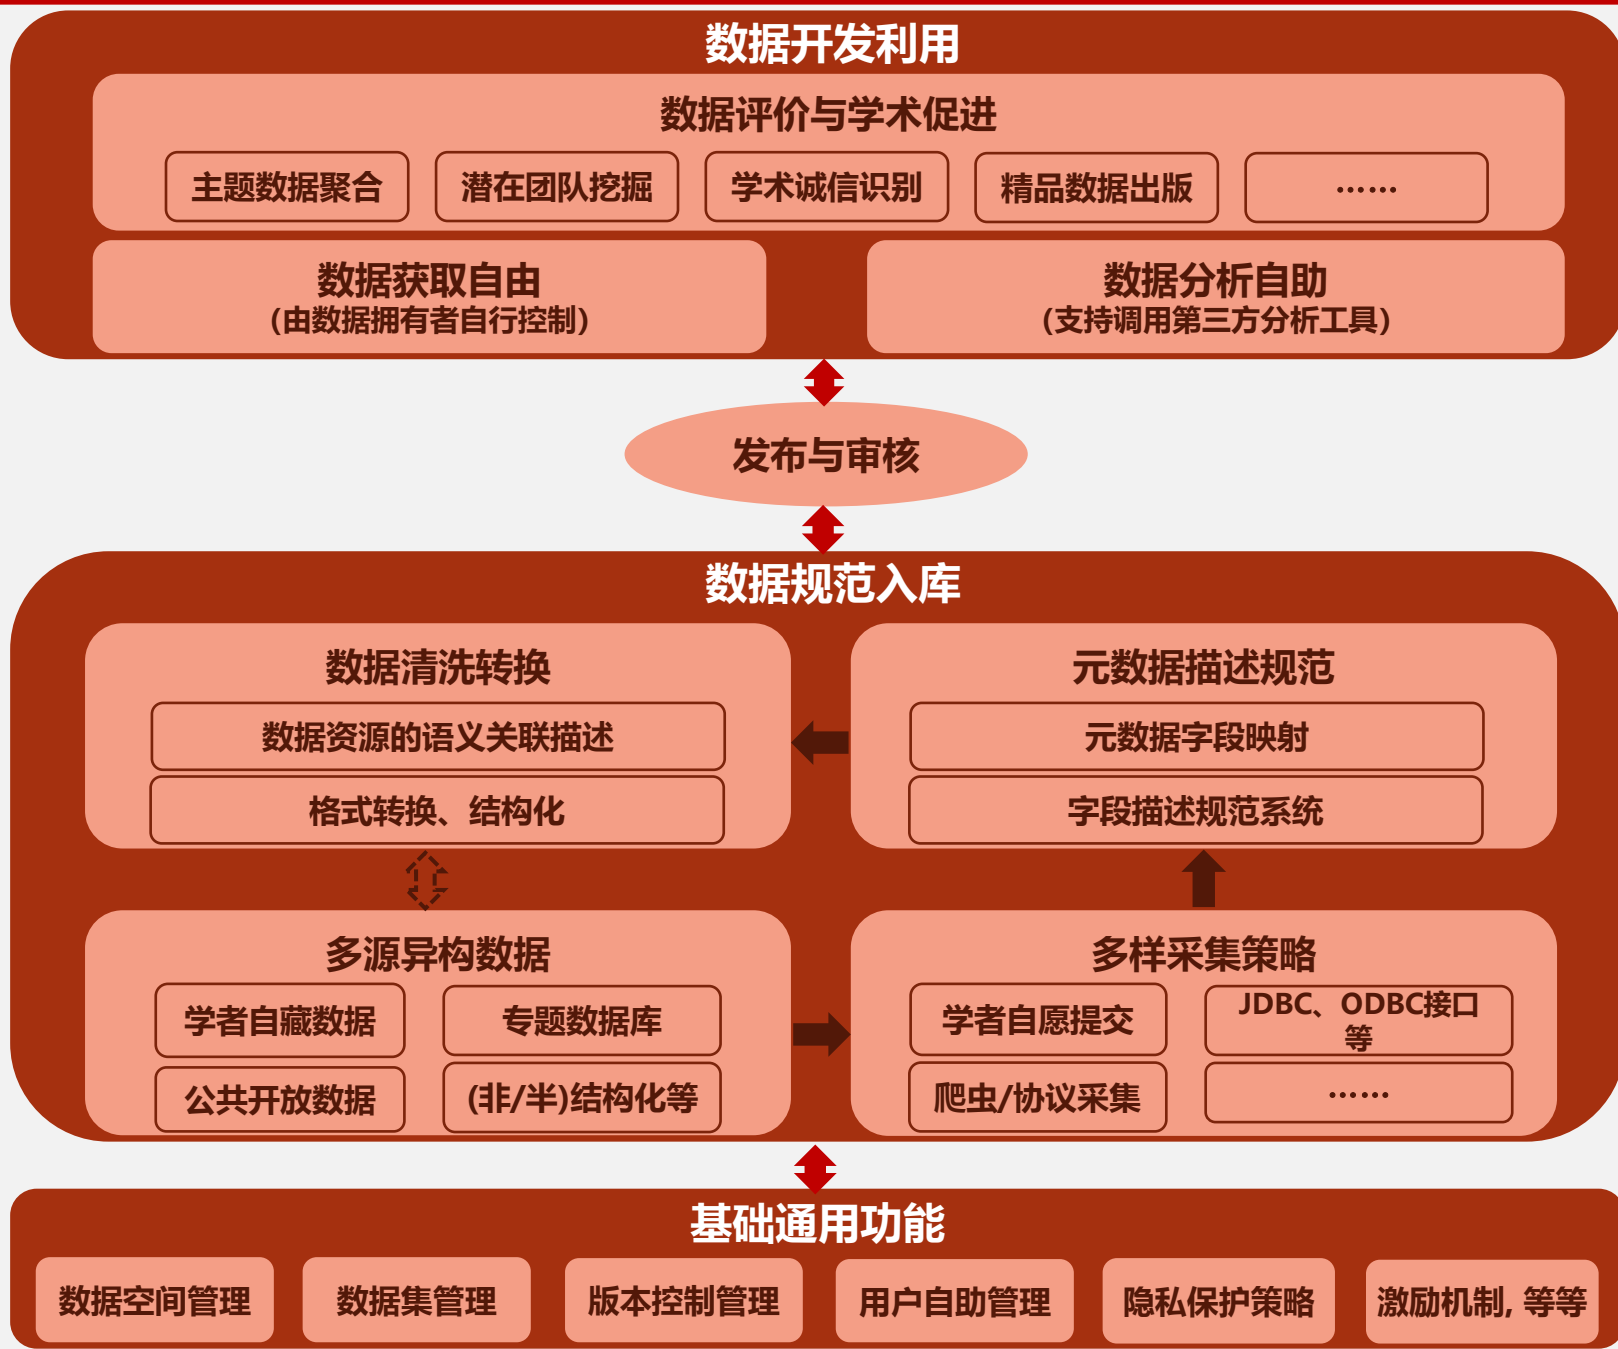 数据开发利用
数据评价与学术促进
主题数据聚合
潜在团队挖掘
学术诚信识别
精品数据出版
……
数据获取自由
（由数据拥有者自行控制）
数据分析自助
（支持调用第三方分析工具）
发布与审核
数据规范入库
数据清洗转换
数据资源的语义关联描述
格式转换、结构化
元数据描述规范
元数据字段映射
字段描述规范系统
多源异构数据
学者自藏数据
专题数据库
公共开放数据
(非/半)结构化等
多样采集策略
学者自愿提交
JDBC、ODBC接口
等
爬虫/协议采集
……
基础通用功能
数据空间管理
数据集管理
版本控制管理
用户自助管理
隐私保护策略
激励机制, 等等